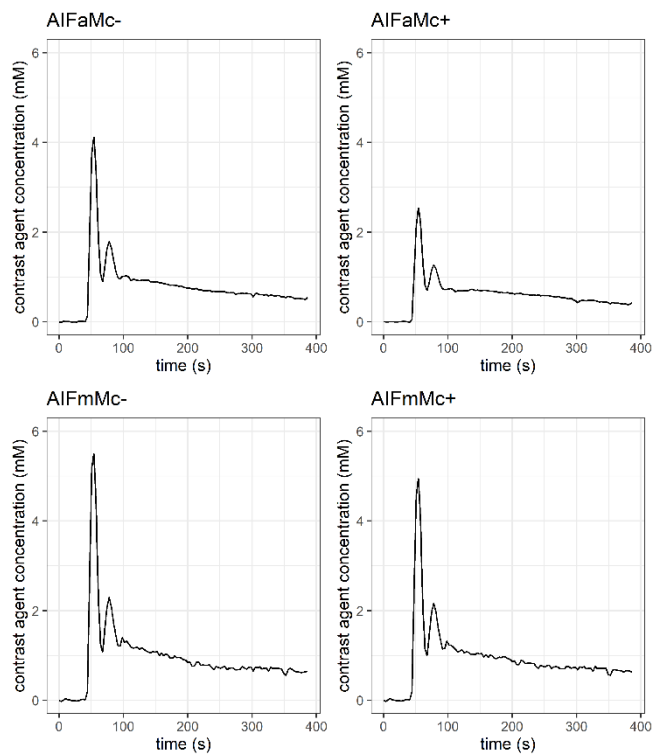 AIFaMc-
AIFaMc+
contrast agent concentration (mM)
6
4
2
0
0 100 200 300 400
time (s)
contrast agent concentration (mM)
6
4
2
0
0 100 200 300 400
time (s)
AIFmMc-
AIFmMc+
contrast agent concentration (mM)
6
4
2
0
0 100 200 300 400
time (s)
contrast agent concentration (mM)
6
4
2
0
0 100 200 300 400
time (s)